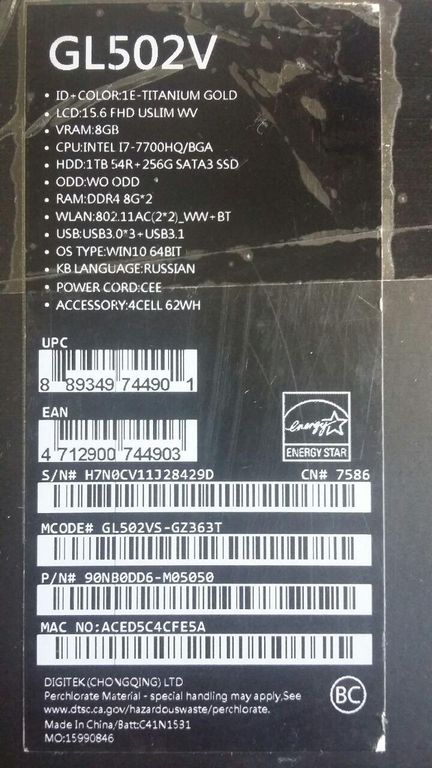 GL502V
• ID+COLOR:1E-TITANIUM GOLD
• LCD:15.6 FHD USLIM WV
• VRAM:8GB
• CPU:INTEL I7-7700HQ/BGA
• HDD:1TB 54R+256G SATA3 SSD
• ODD:WO ODD
• RAM:DDR4 8G*2
• WLAN:802.11AC(2*2)_WW+BT
• USB:USB3.0*3+USB3.1
• OS TYPE:WIN10 64BIT
• KB LANGUAGE:RUSSIAN
• POWER CORD:CEE
• ACCESSORY:4CELL 62WH
UPC
8 89349 74490 1
EAN
4 712900 744903
energy
ENERGY STAR
S/N# H7N0CV11J28429D CN# 7586
MCODE# GL502VS-GZ363T
P/N# 90NB0DD6-M05050
MAC NO:ACED5C4CFE5A
DIGITEK(CHONGQING) LTD
Perchlorate Material - special handling may apply,See
www.dtsc.ca.gov/hazardouswaste/perchlorate.
Made In China/Batt:C41N1531
MO:15990846
BC